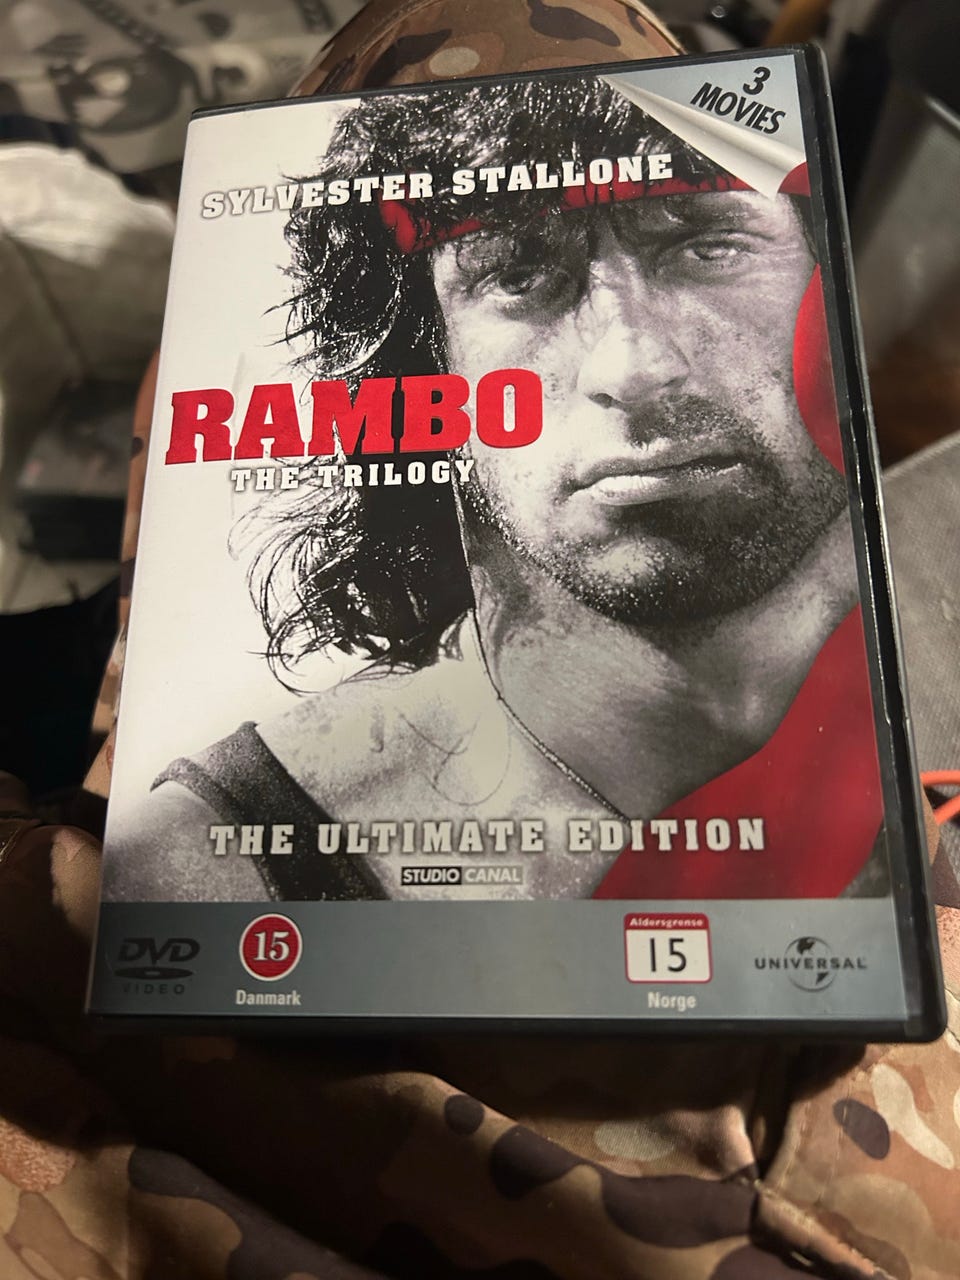 3
MOVIES
SYLVESTER STALLONE
RAMBO
THE TRILOGY
THE ULTIMATE EDITION
STUDIO CANAL
DVD
VIDEO
15
Danmark
Aldersgrense
15
Norge
UNIVERSAL